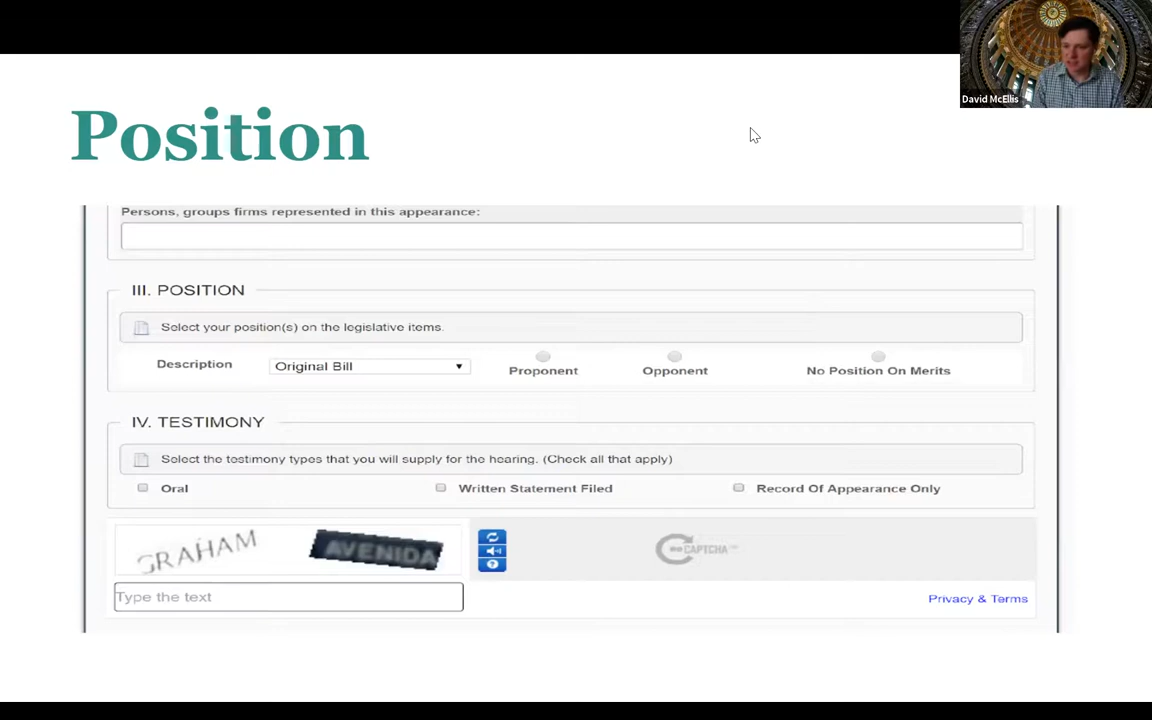 David McEllis
Position
Persons, groups firms represented in this appearance:
III. POSITION
Select your position(s) on the legislative items.
Description
Original Bill
Proponent
Opponent
No Position On Merits
IV. TESTIMONY
Select the testimony types that you will supply for the hearing. (Check all that apply)
Oral
Written Statement Filed
Record Of Appearance Only
GRAHAM AVENIDA
reCAPTCHA
Type the text
Privacy & Terms